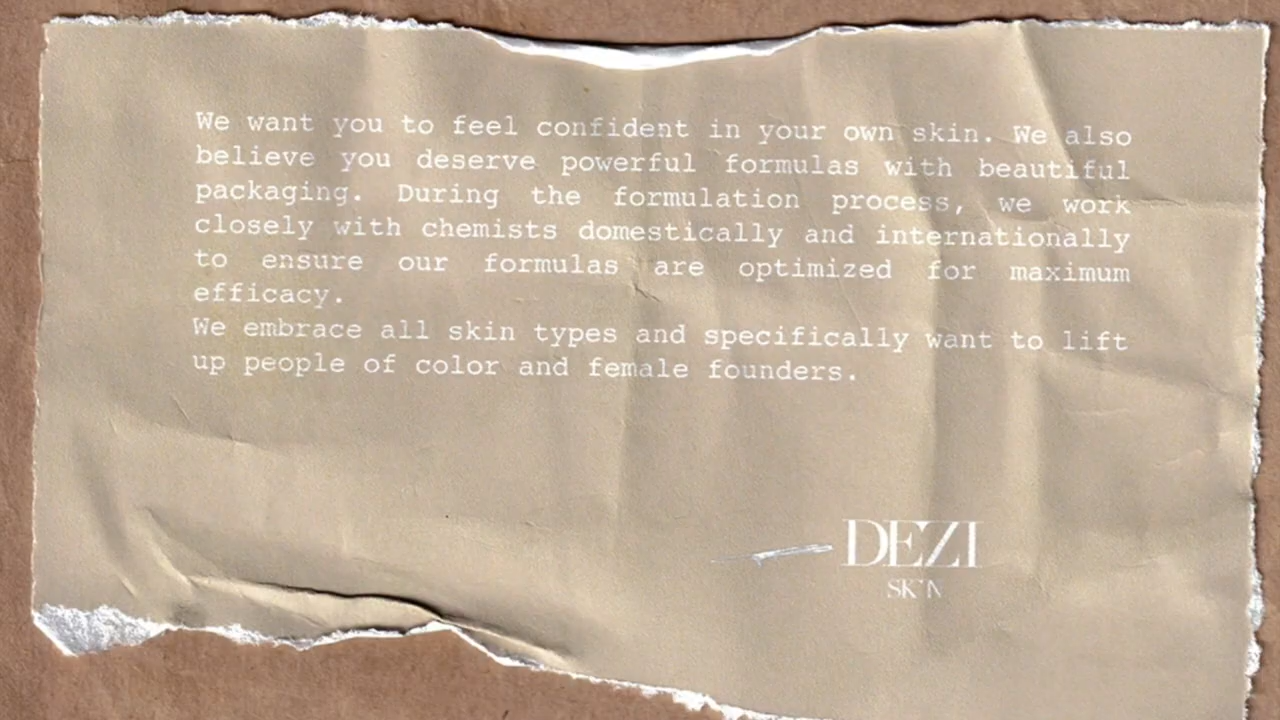 We want you to feel confident in your own skin. We also
believe you deserve powerful formulas with beautiful
packaging. During the formulation process, we work
closely with chemists domestically and internationally
to ensure our formulas are optimized for maximum
efficacy.
We embrace all skin types and specifically want to lift
up people of color and female founders.
DEZI
SKIN